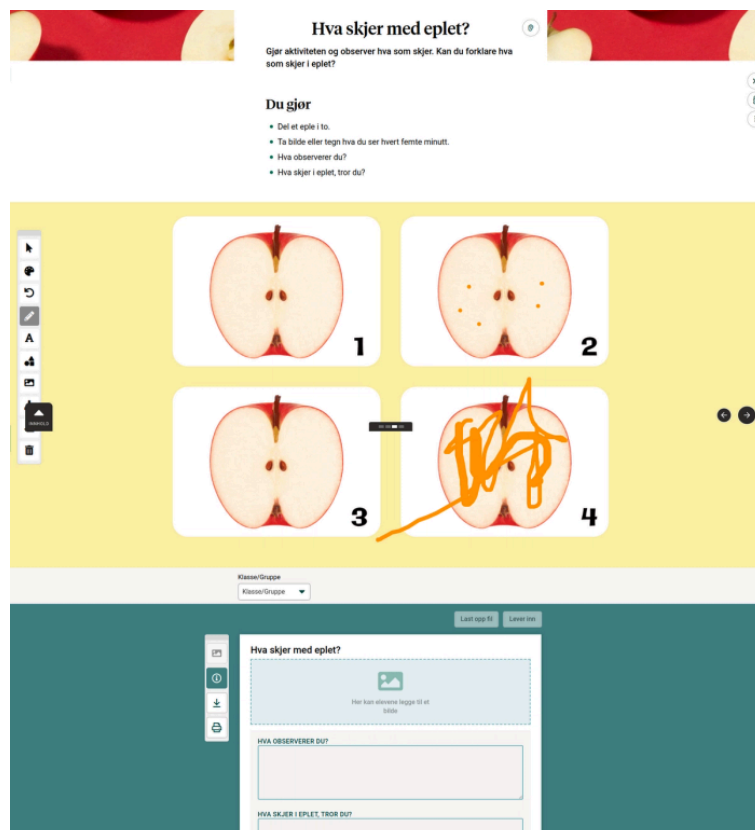 Hva skjer med eplet?
Gjør aktiviteten og observer hva som skjer. Kan du forklare hva
som skjer i eplet?
Du gjør
Del et eple i to.
Ta bilde eller tegn hva du ser hvert femte minutt.
Hva observerer du?
Hva skjer i eplet, tror du?
1
2
A
INNHOLD
3
4
Klasse/Gruppe
Klasse/Gruppe
Last opp fil
Lever inn
Hva skjer med eplet?
Her kan elevene legge til et
bilde
HVA OBSERVERER DU?
HVA SKJER I EPLET, TROR DU?